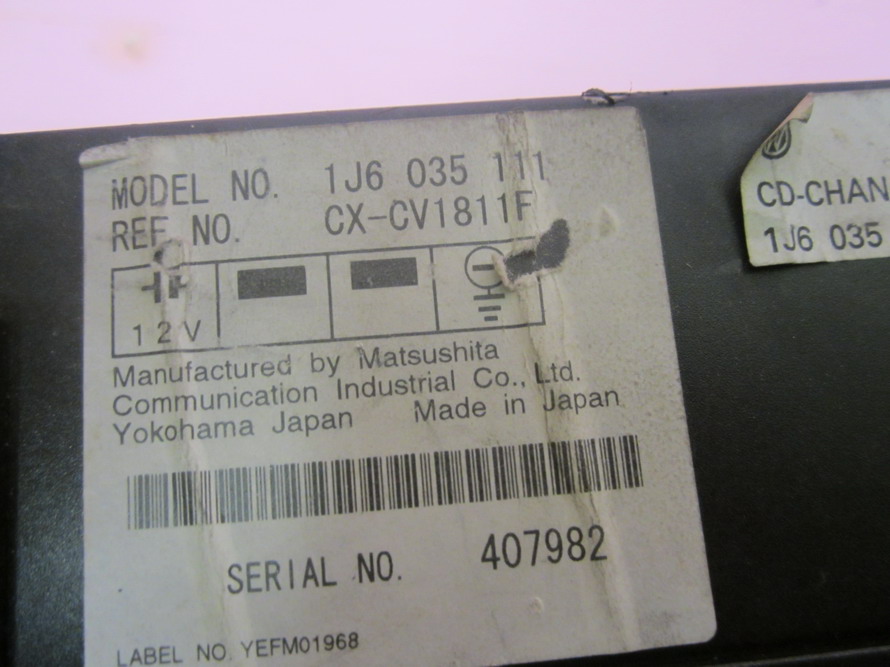 MODEL NO. 1J6 035 111
REF NO. CX-CV1811F
12V
Manufactured by Matsushita
Communication Industrial Co., Ltd.
Yokohama Japan Made in Japan
SERIAL NO. 407982
LABEL NO. YEFM01968
CD-CHAN
1J6 035